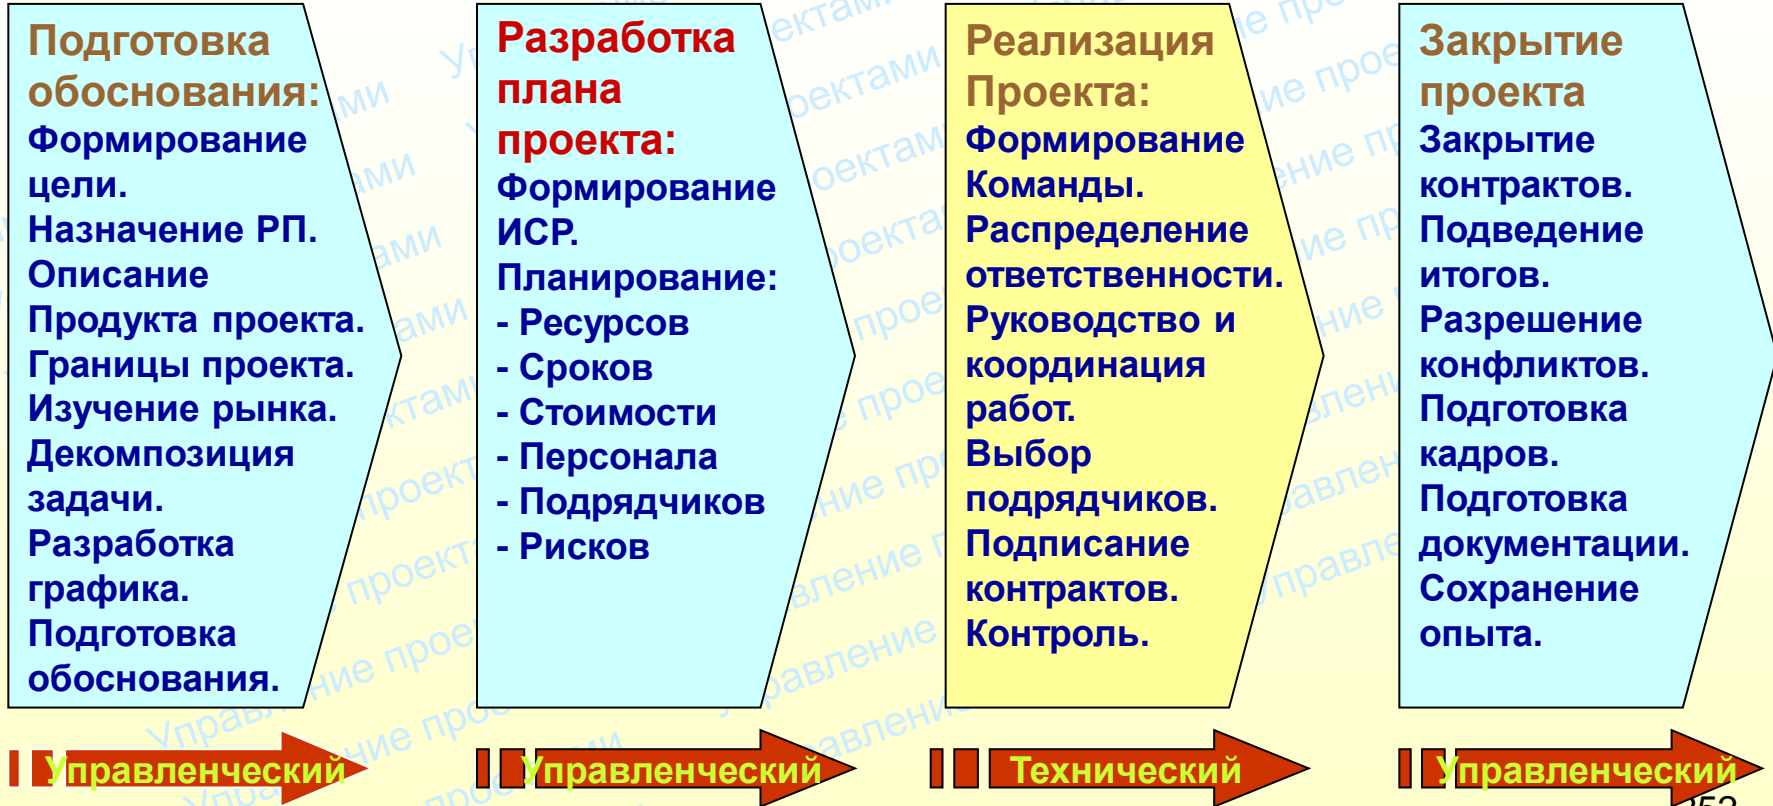 Подготовка
обоснования:
Формирование
цели.
Назначение РП.
Описание
Продукта проекта.
Границы проекта.
Изучение рынка.
Декомпозиция
задачи.
Разработка
графика.
Подготовка
обоснования.
Управленческий
Разработка
плана
проекта:
Формирование
ИСР.
Планирование:
- Ресурсов
- Сроков
- Стоимости
- Персонала
- Подрядчиков
- Рисков
Управленческий
Реализация
Проекта:
Формирование
Команды.
Распределение
ответственности.
Руководство и
координация
работ.
Выбор
подрядчиков.
Подписание
контрактов.
Контроль.
Технический
Закрытие
проекта
Закрытие
контрактов.
Подведение
итогов.
Разрешение
конфликтов.
Подготовка
кадров.
Подготовка
документации.
Сохранение
опыта.
Управленческий